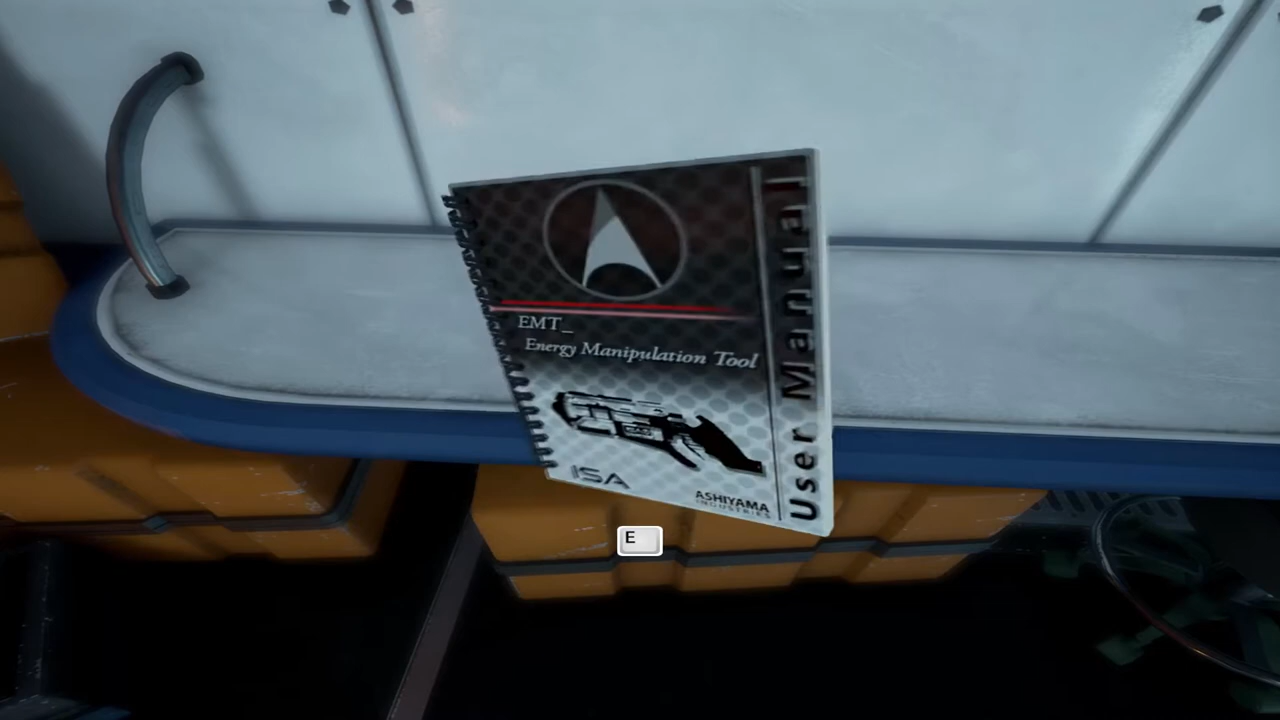 EMT_
Energy Manipulation Tool
ISA
ASHIYAMA
INDUSTRIES
User Manual
E